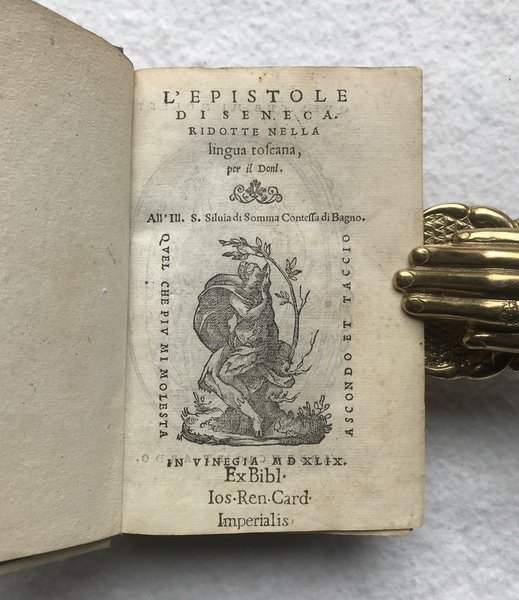 L'EPISTOLE
DI SENECA.
RIDOTTE NELLA
lingua toſcana,
per il Doni.
All' Ill. S. Siluia di Somma Conteſſa di Bagno.
QVEL CHE PIV MI MOLESTA
ASCONDO ET TACCIO
IN VINEGIA MDXLIX.
Ex Bibl.
Ios. Ren. Card.
Imperialis.